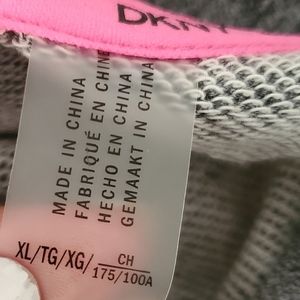 DKNY
MADE IN CHINA
FABRIQUÉ EN CHINE
HECHO EN CHINA
GEMAAKT IN CHINA
XL/TG/XG/ CH
175/100A